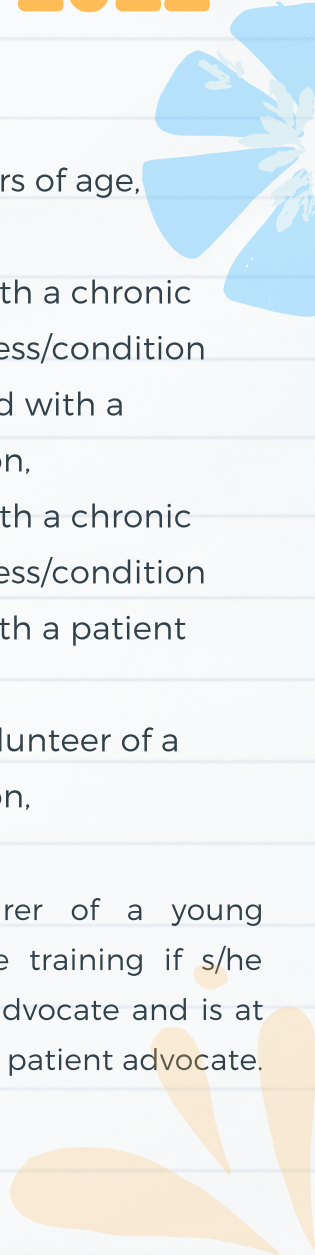 rs of age,
th a chronic
ess/condition
d with a
on,
th a chronic
ess/condition
th a patient
lunteer of a
on,
rer of a young
e training if s/he
dvocate and is at
patient advocate.